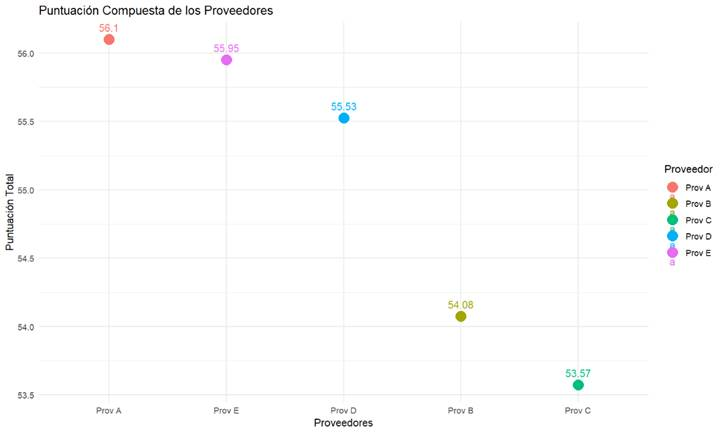 Puntuación Compuesta de los Proveedores
56.1
56.0
55.95
55.53
55.5
55.0
54.5
54.08
54.0
53.57
53.5
Puntuación Total
Prov A
Prov E
Prov D
Prov B
Prov C
Proveedores
Proveedor
Prov A
a
Prov B
a
Prov C
a
Prov D
a
Prov E
a